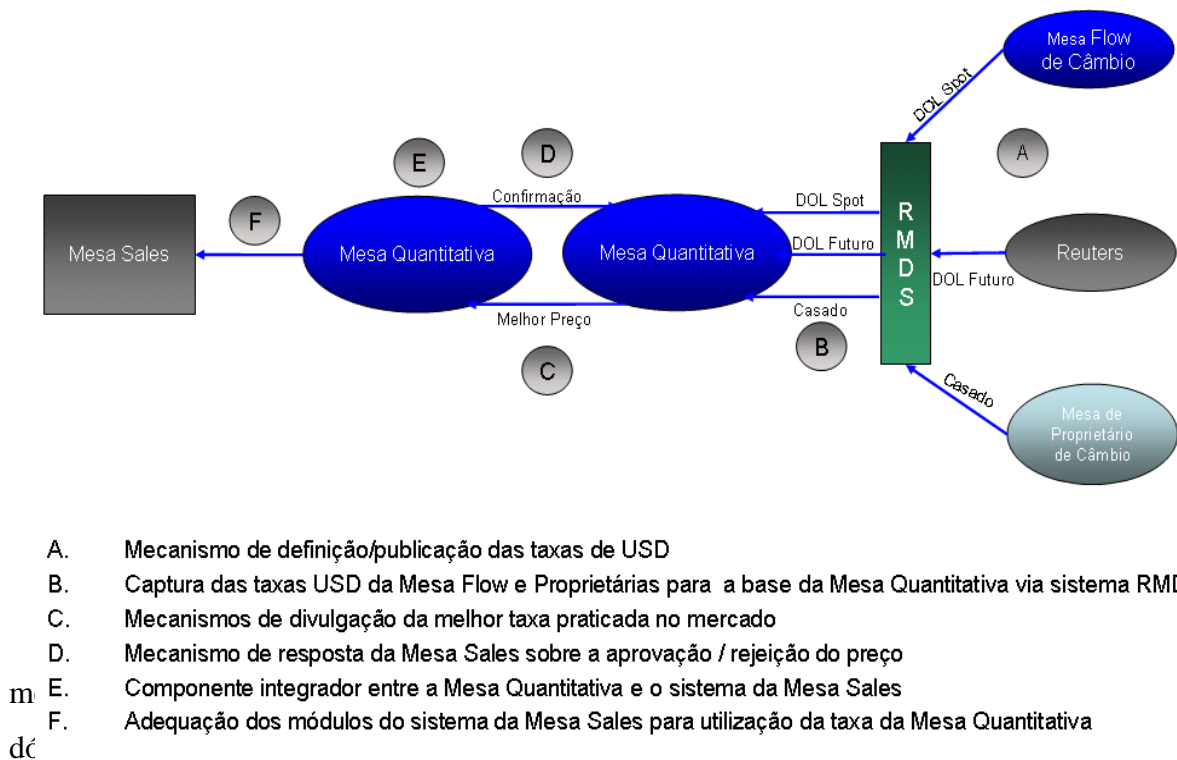 Mesa Flow
de Câmbio
DOL Spot
A
D
E
Confirmação
DOL Spot
R
M
D
S
F
Mesa Sales
Mesa Quantitativa
Mesa Quantitativa
DOL Futuro
Reuters
DOL Futuro
Melhor Preço
Casado
B
C
Casado
Mesa de
Proprietário
de Câmbio
A. Mecanismo de definição/publicação das taxas de USD
B. Captura das taxas USD da Mesa Flow e Proprietárias para a base da Mesa Quantitativa via sistema RMD
C. Mecanismos de divulgação da melhor taxa praticada no mercado
D. Mecanismo de resposta da Mesa Sales sobre a aprovação / rejeição do preço
E. Componente integrador entre a Mesa Quantitativa e o sistema da Mesa Sales
F. Adequação dos módulos do sistema da Mesa Sales para utilização da taxa da Mesa Quantitativa